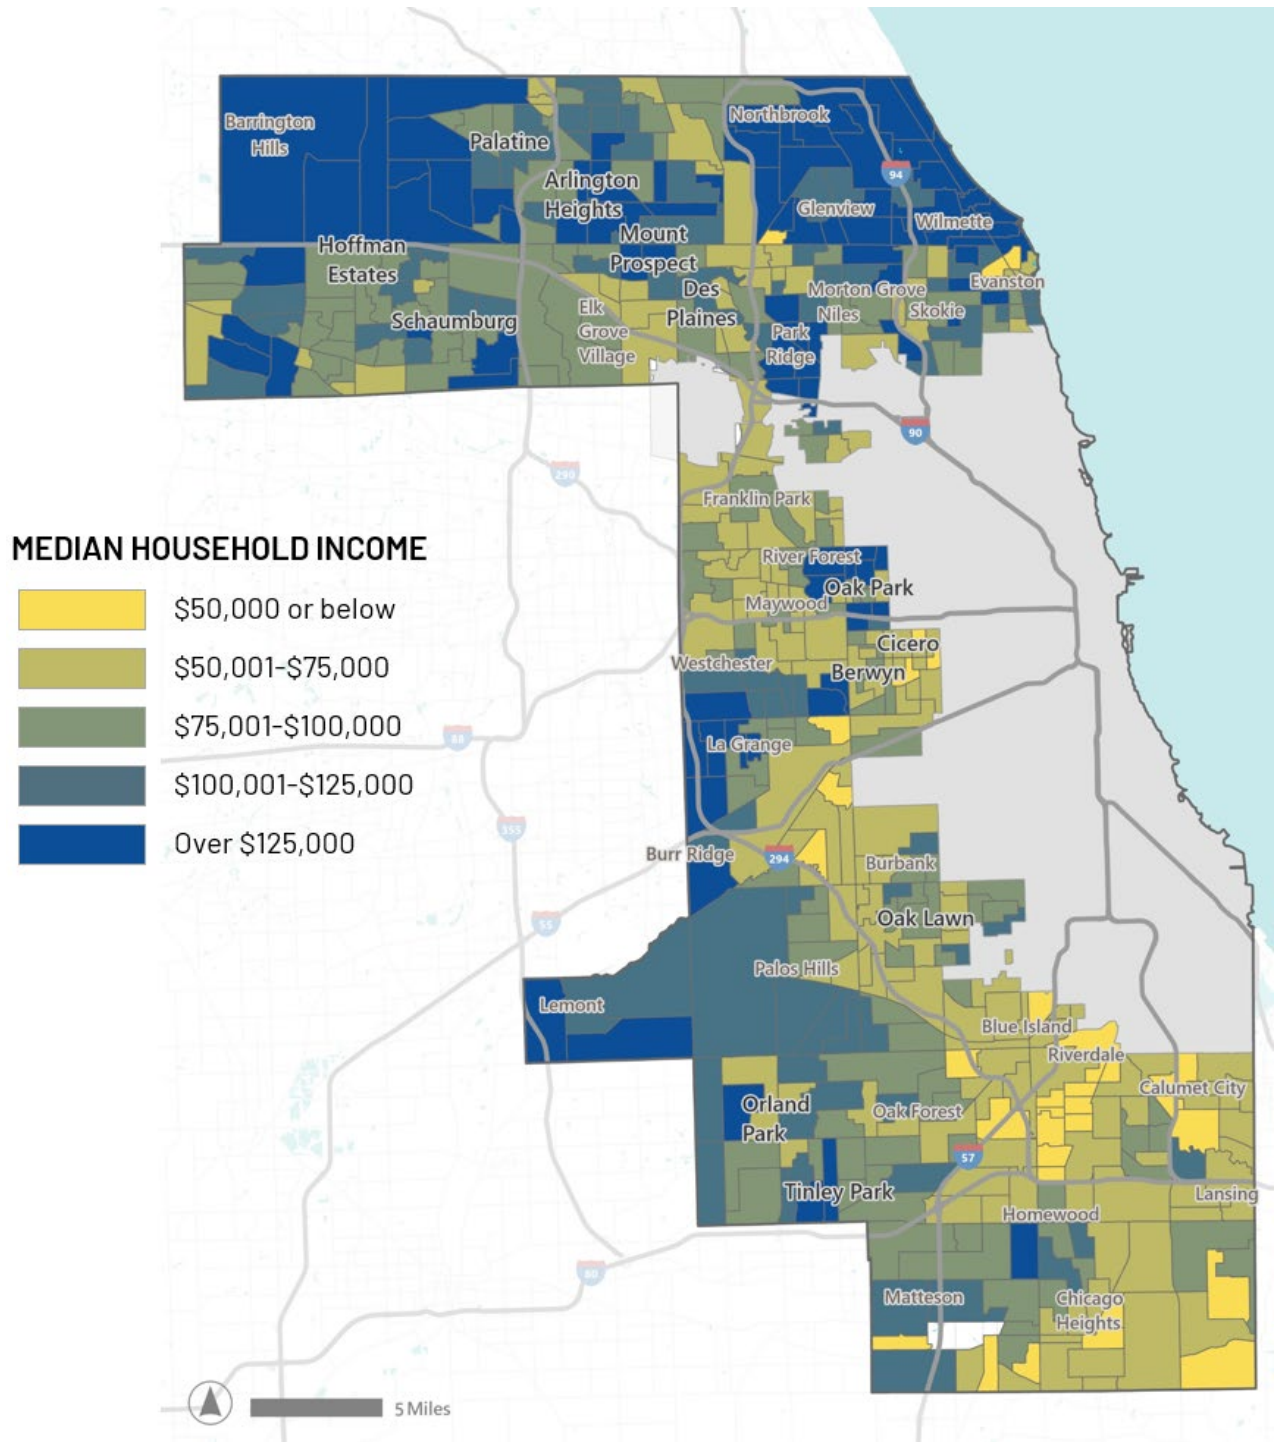 Barrington
Hills
Palatine
Northbrook
94
Arlington
Heights
Glenview
Wilmette
Hoffman
Estates
Mount
Prospect
Evanston
Des
Plaines
Morton Grove
Niles
Skokie
Elk
Grove
Village
Schaumburg
Park
Ridge
90
290
Franklin Park
MEDIAN HOUSEHOLD INCOME
River Forest
Oak Park
$50,000 or below
Maywood
Cicero
$50,001-$75,000
Westchester
Berwyn
$75,001-$100,000
88
La Grange
$100,001-$125,000
355
Over $125,000
Burr Ridge
294
Burbank
55
Oak Lawn
Palos Hills
Lemont
Blue Island
Riverdale
Calumet City
Orland
Park
Oak Forest
57
Tinley Park
Lansing
Homewood
80
Matteson
Chicago
Heights
5 Miles